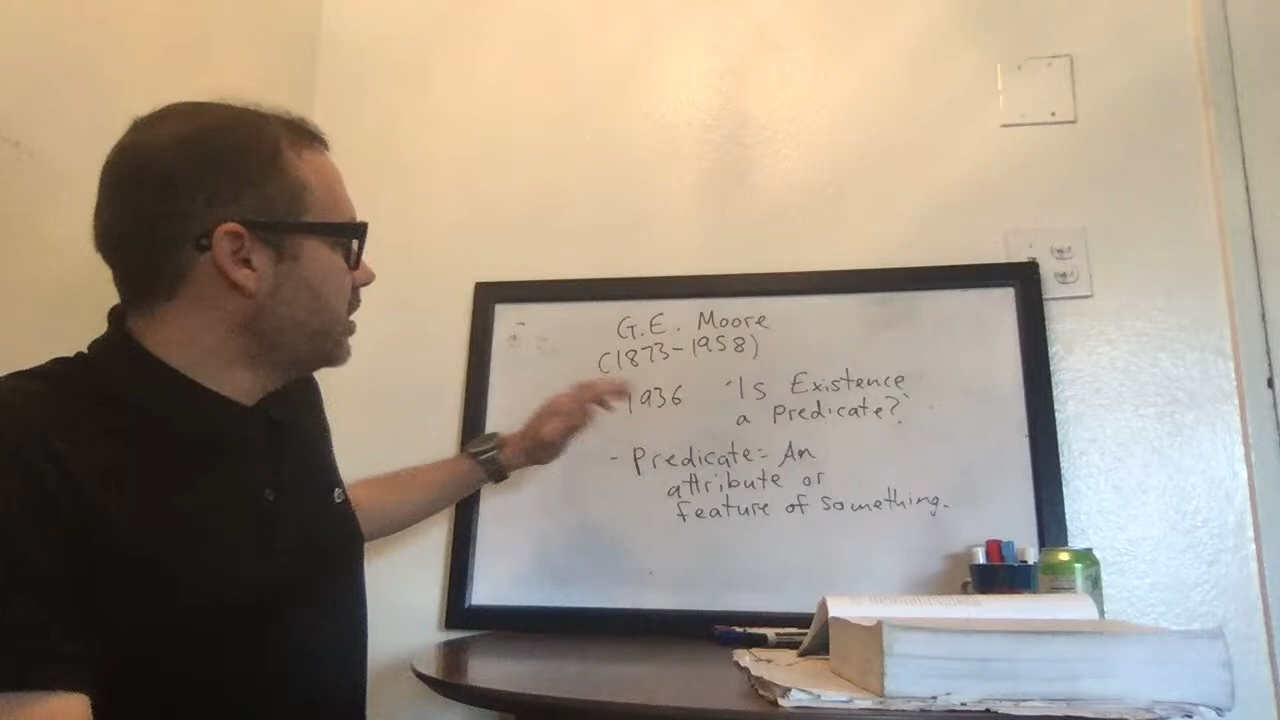 G.E. Moore
(1873-1958)
1936 'Is Existence
a Predicate?'
- Predicate: An
attribute or
feature of something.